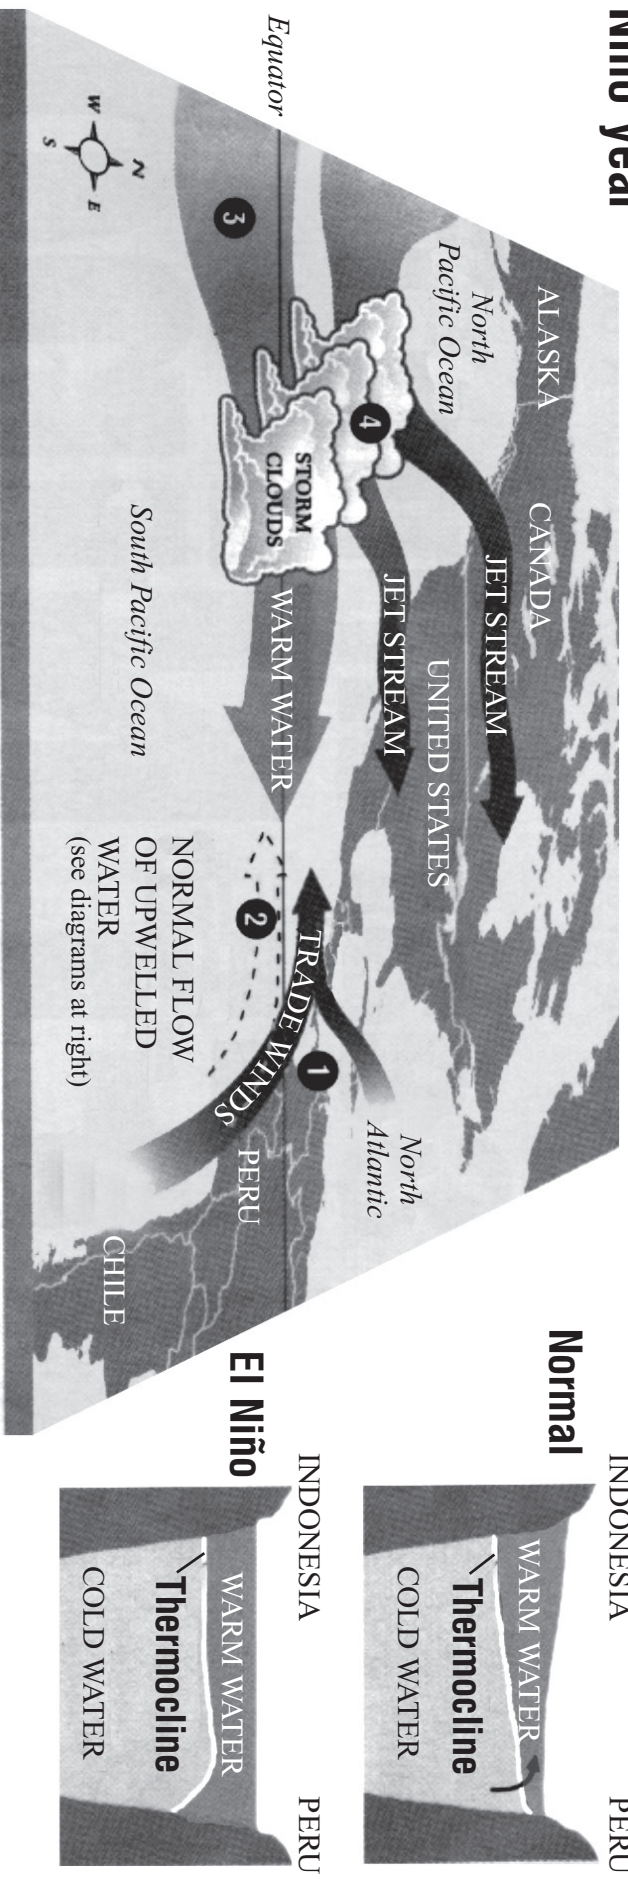 Niño year
Equator
N
W
E
S
3
North
Pacific Ocean
ALASKA
CANADA
4
STORM
CLOUDS
JET STREAM
JET STREAM
UNITED STATES
WARM WATER
South Pacific Ocean
NORMAL FLOW
OF UPWELLED
WATER
(see diagrams at right)
2
TRADE WINDS
1
North
Atlantic
PERU
CHILE
Normal
INDONESIA
PERU
WARM WATER
Thermocline
COLD WATER
El Niño
INDONESIA
PERU
WARM WATER
Thermocline
COLD WATER